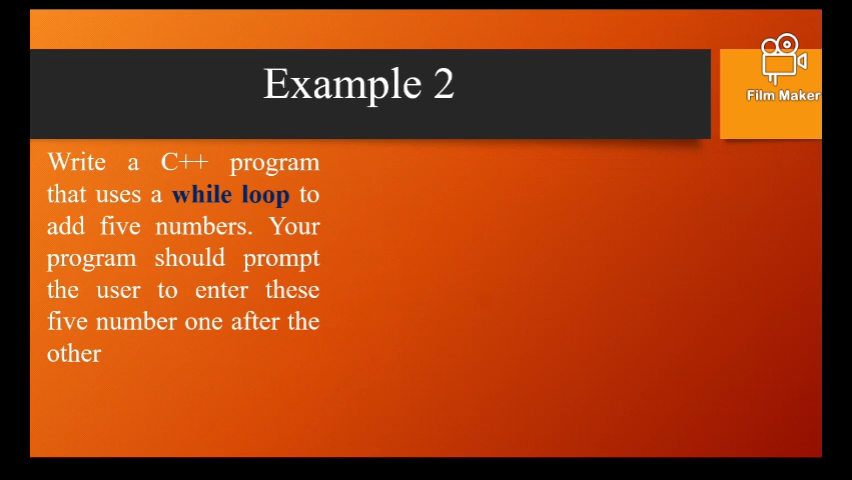 Example 2
Film Maker
Write a C++ program
that uses a while loop to
add five numbers. Your
program should prompt
the user to enter these
five number one after the
other